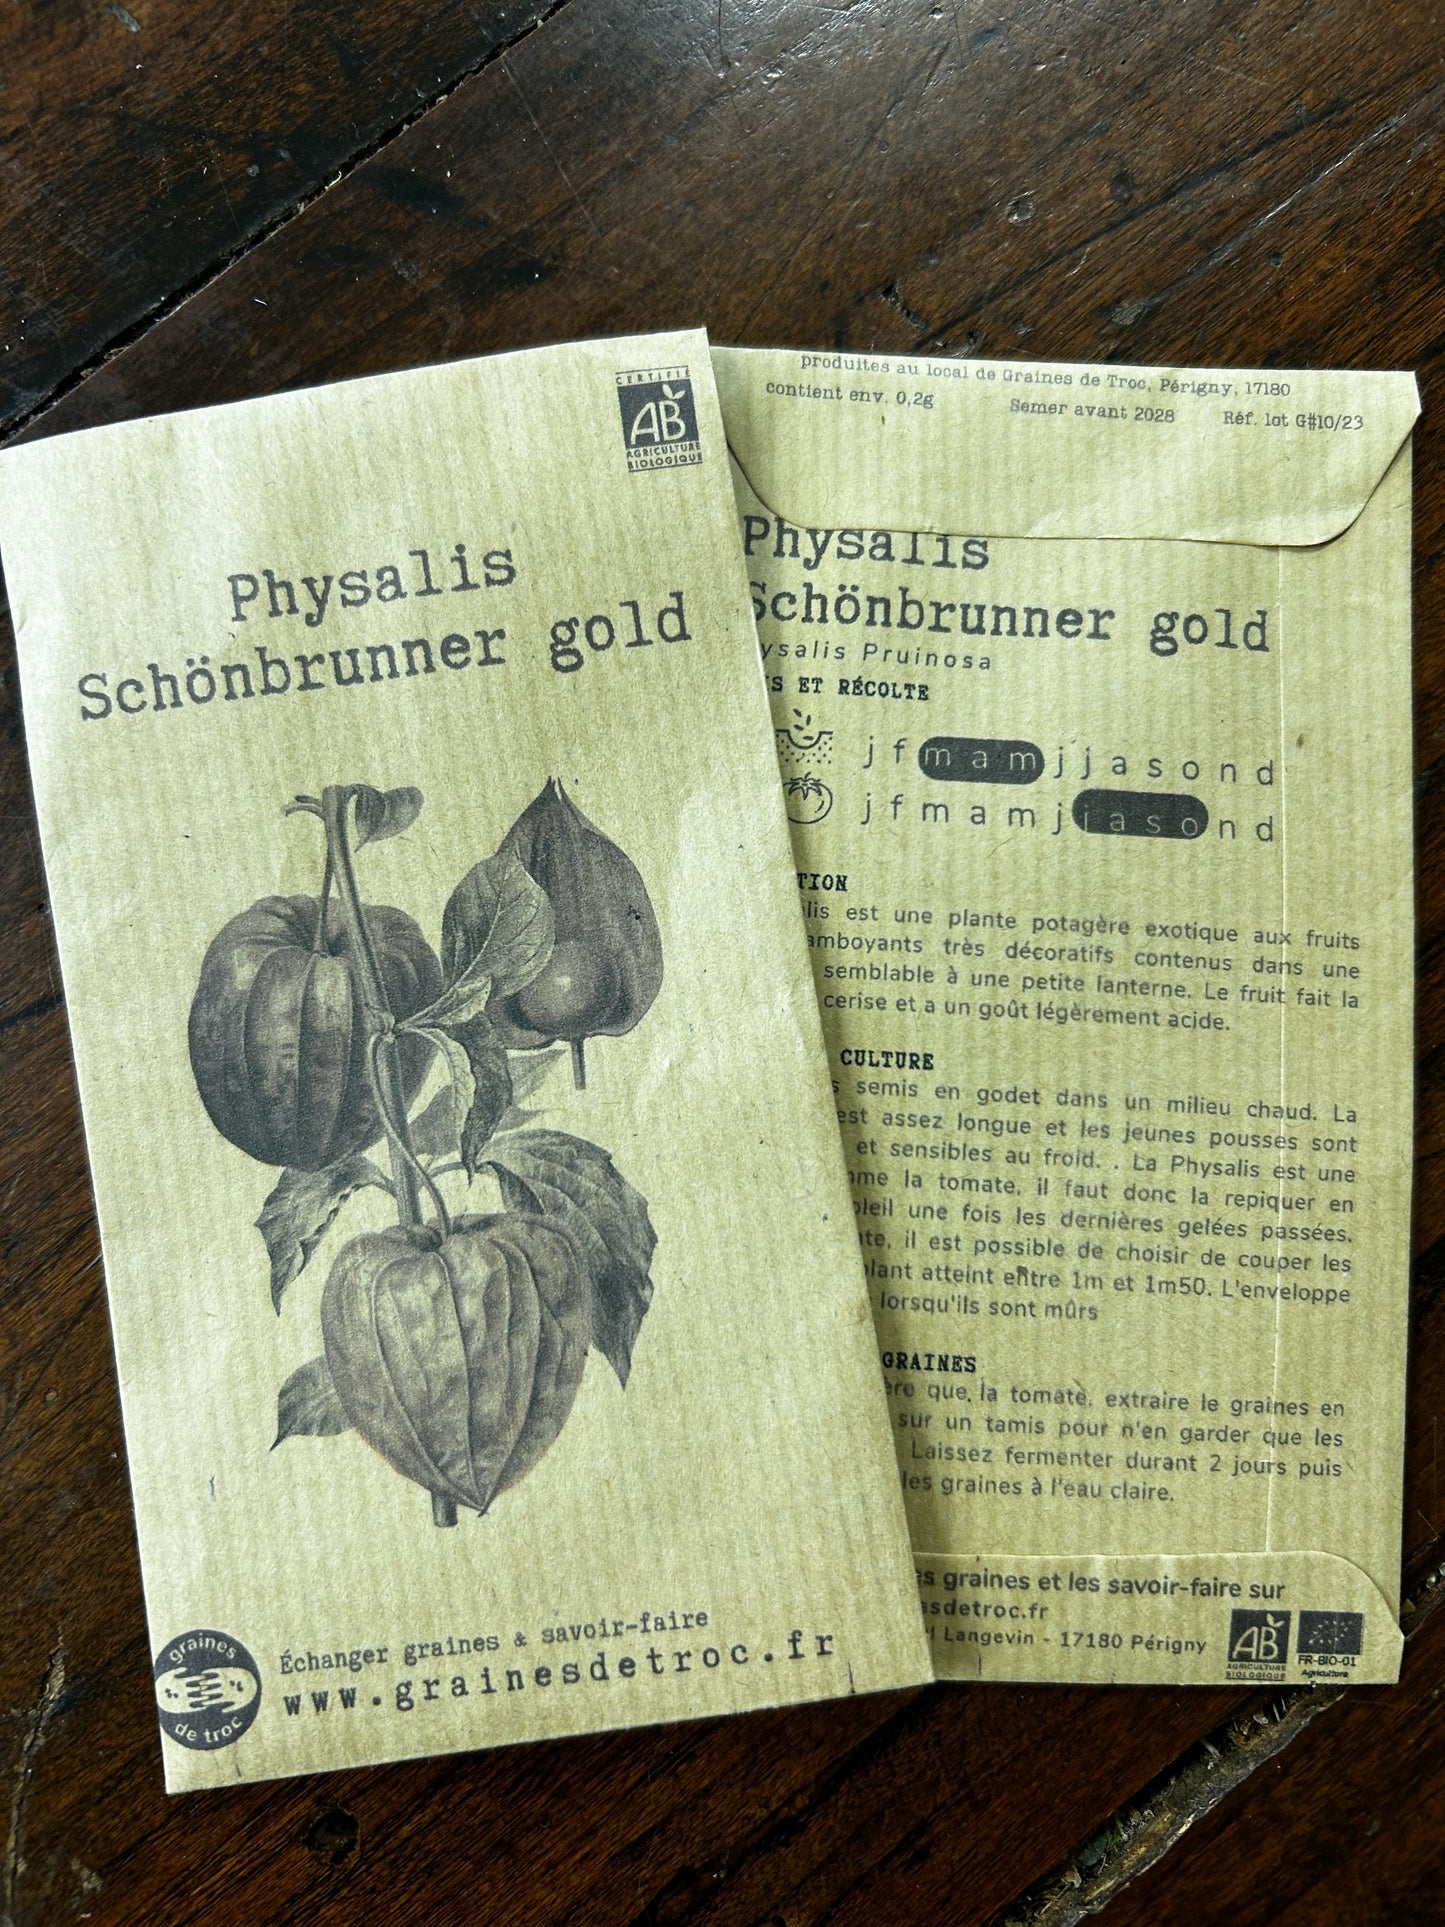 CERTIFIÉ
AB
AGRICULTURE
BIOLOGIQUE
Physalis
Schönbrunner gold
graines
de troc
Échanger graines & savoir-faire
www.grainesdetroc.fr
produites au local de Graines de Troc, Périgny, 17180
contient env. 0,2g Semer avant 2028 Réf. lot G#10/23
Physalis
Schönbrunner gold
ysalis Pruinosa
IS ET RÉCOLTE
j f m a m j j a s o n d
j f m a m j j a s o n d
TION
lis est une plante potagère exotique aux fruits
amboyants très décoratifs contenus dans une
semblable à une petite lanterne. Le fruit fait la
cerise et a un goût légèrement acide.
CULTURE
s semis en godet dans un milieu chaud. La
est assez longue et les jeunes pousses sont
et sensibles au froid. . La Physalis est une
mme la tomate, il faut donc la repiquer en
oleil une fois les dernières gelées passées.
te, il est possible de choisir de couper les
plant atteint entre 1m et 1m50. L'enveloppe
lorsqu'ils sont mûrs
GRAINES
ère que la tomate, extraire le graines en
sur un tamis pour n'en garder que les
Laissez fermenter durant 2 jours puis
les graines à l'eau claire.
s graines et les savoir-faire sur
asdetroc.fr
l Langevin - 17180 Périgny
AB
AGRICULTURE
BIOLOGIQUE
FR-BIO-01
Agriculture